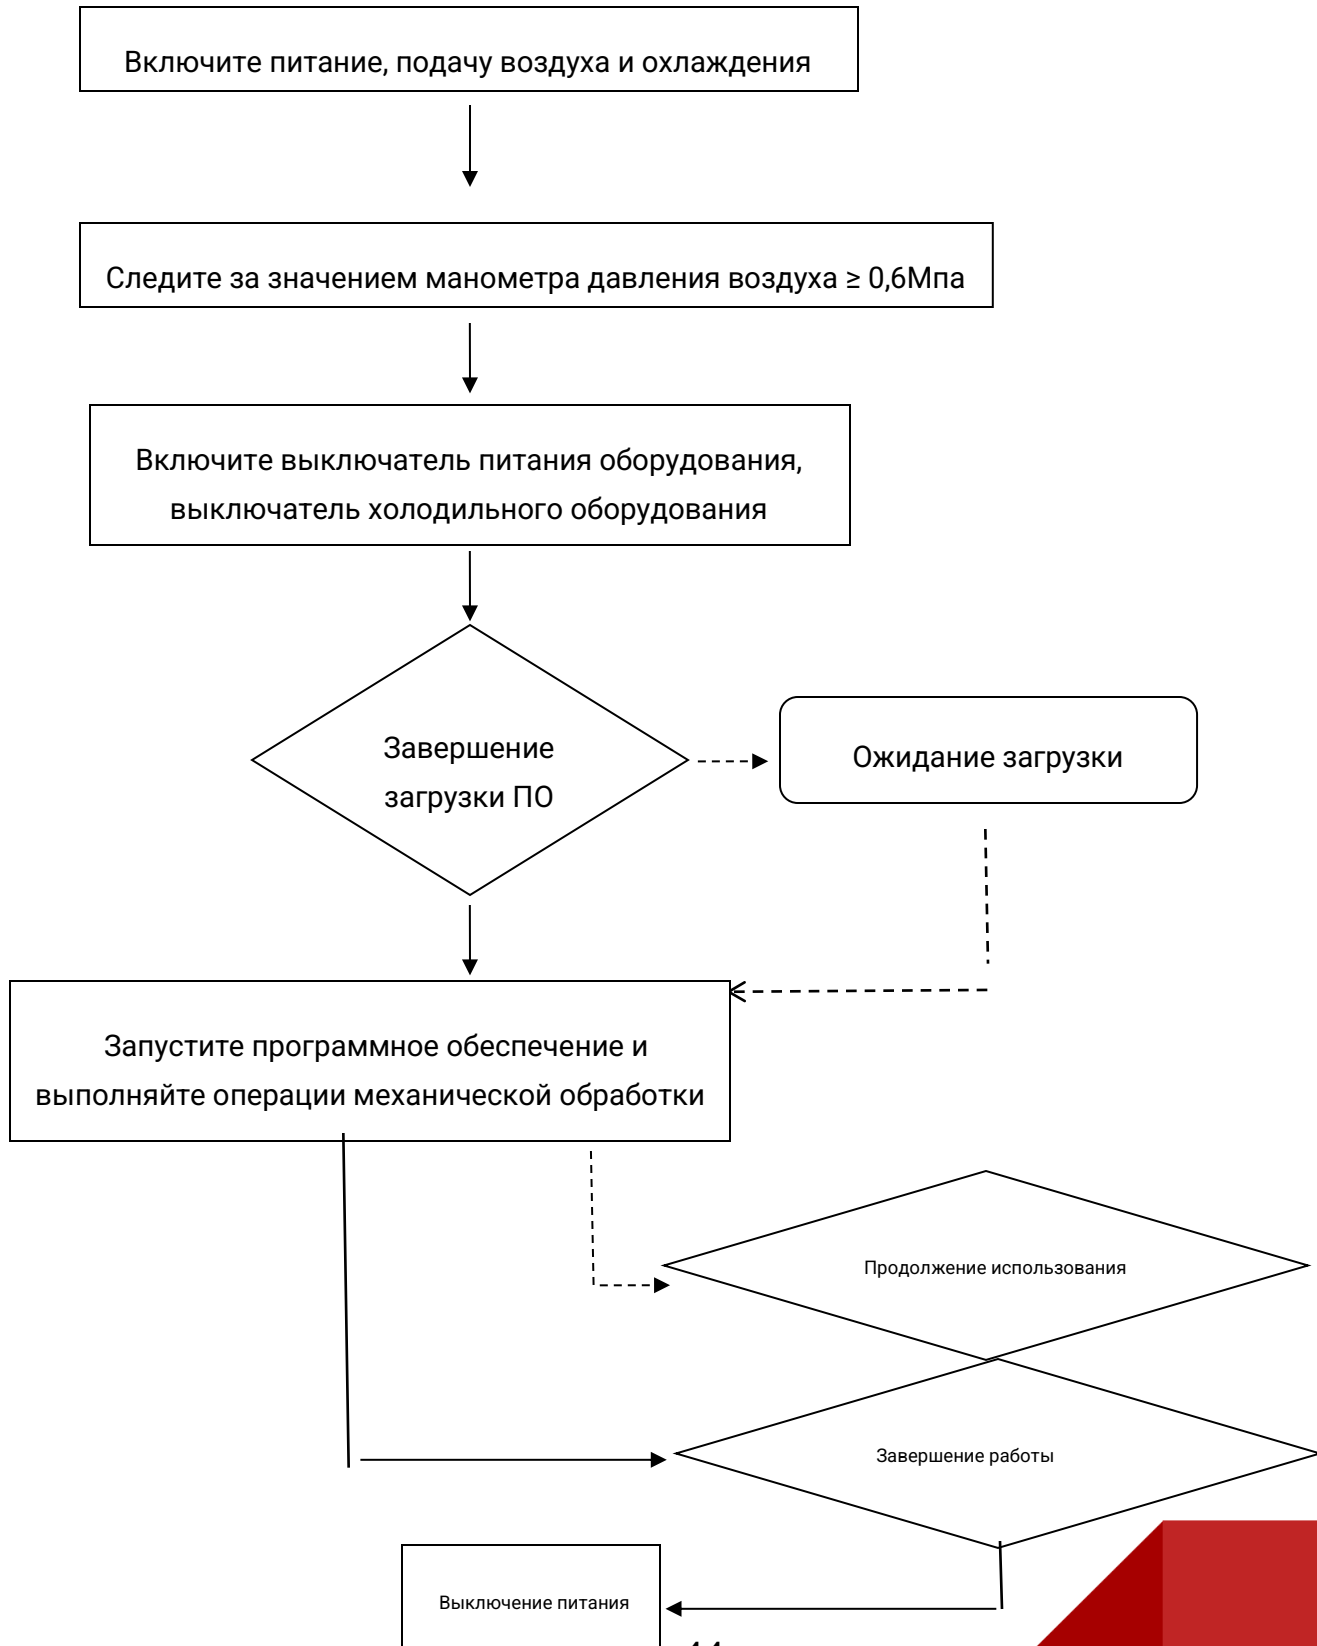 Включите питание, подачу воздуха и охлаждения
Следите за значением манометра давления воздуха ≥ 0,6Мпа
Включите выключатель питания оборудования,
выключатель холодильного оборудования
Завершение
загрузки ПО
Ожидание загрузки
Запустите программное обеспечение и
выполняйте операции механической обработки
Продолжение использования
Завершение работы
Выключение питания